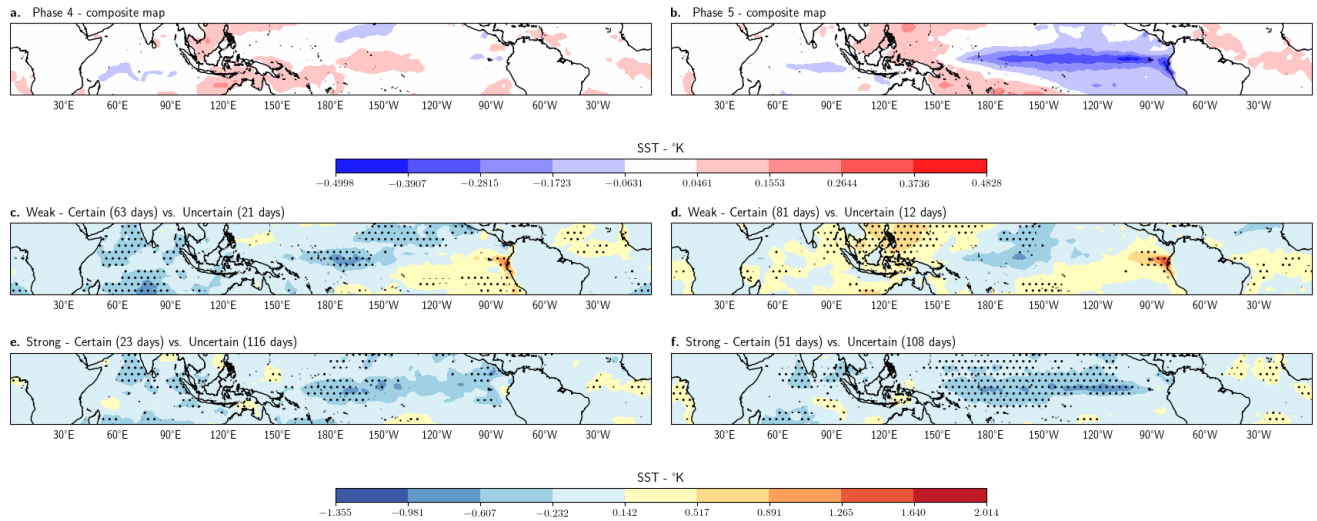 a. Phase 4 - composite map
b. Phase 5 - composite map
30°E 60°E 90°E 120°E 150°E 180°E 150°W 120°W 90°W 60°W 30°W
30°E 60°E 90°E 120°E 150°E 180°E 150°W 120°W 90°W 60°W 30°W
SST - °K
−0.4998 −0.3907 −0.2815 −0.1723 −0.0631 0.0461 0.1553 0.2644 0.3736 0.4828
c. Weak - Certain (63 days) vs. Uncertain (21 days)
d. Weak - Certain (81 days) vs. Uncertain (12 days)
30°E 60°E 90°E 120°E 150°E 180°E 150°W 120°W 90°W 60°W 30°W
30°E 60°E 90°E 120°E 150°E 180°E 150°W 120°W 90°W 60°W 30°W
e. Strong - Certain (23 days) vs. Uncertain (116 days)
f. Strong - Certain (51 days) vs. Uncertain (108 days)
30°E 60°E 90°E 120°E 150°E 180°E 150°W 120°W 90°W 60°W 30°W
30°E 60°E 90°E 120°E 150°E 180°E 150°W 120°W 90°W 60°W 30°W
SST - °K
−1.355 −0.981 −0.607 −0.232 0.142 0.517 0.891 1.265 1.640 2.014